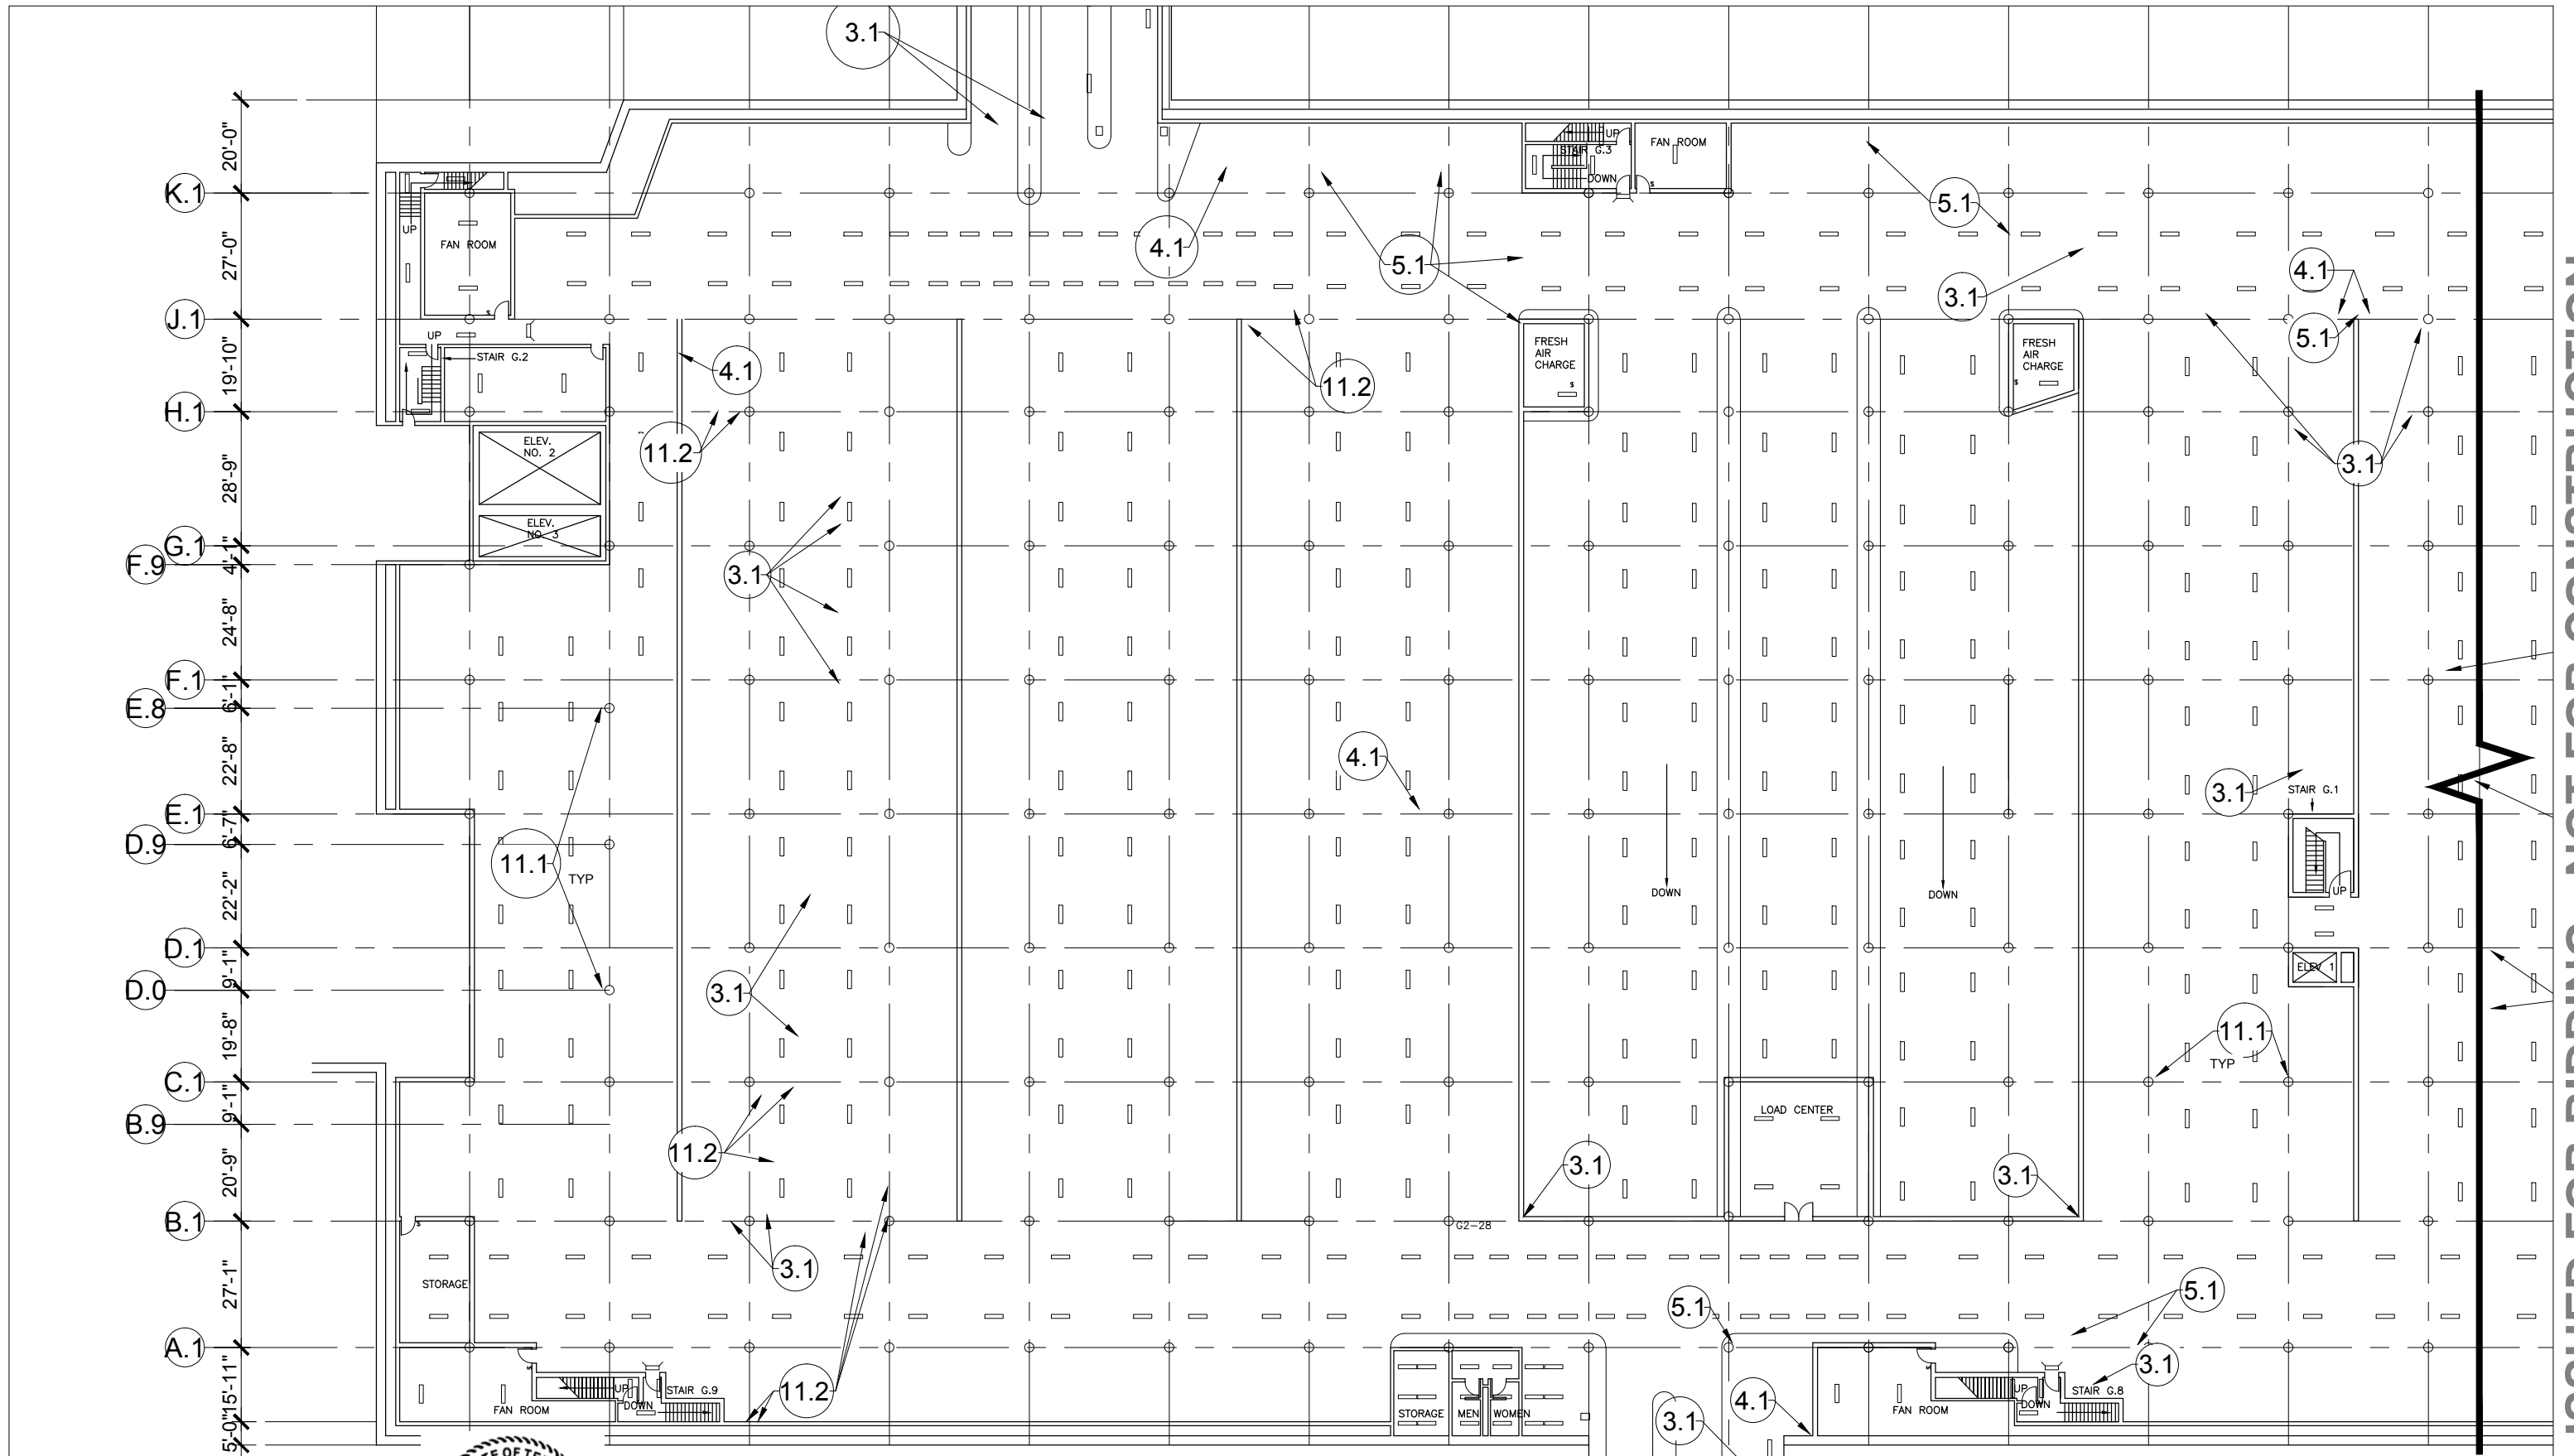 3.1
20'-0"
UP
STAIR G.3
FAN ROOM
DOWN
K.1
5.1
UP
FAN ROOM
4.1
27'-0"
5.1
4.1
3.1
J.1
UP
STAIR G.2
5.1
FRESH
AIR
CHARGE
FRESH
AIR
CHARGE
4.1
11.2
19'-10"
H.1
ELEV.
NO. 2
11.2
3.1
28'-9"
ELEV.
NO. 3
G.1
F.9
4'-1"
3.1
24'-8"
F.1
6'-1"
E.8
22'-8"
4.1
3.1
STAIR G.1
E.1
6'-7"
D.9
11.1
TYP
DOWN
DOWN
UP
22'-2"
D.1
9'-1"
ELEV 1
D.0
3.1
19'-8"
11.1
TYP
C.1
9'-1"
LOAD CENTER
B.9
11.2
3.1
3.1
20'-9"
B.1
G2-28
3.1
STORAGE
27'-1"
5.1
5.1
A.1
3.1
11.2
UP
STAIR G.9
DOWN
FAN ROOM
15'-11"
STORAGE
MEN
WOMEN
3.1
4.1
FAN ROOM
UP
STAIR G.8
DOWN
5'-0"